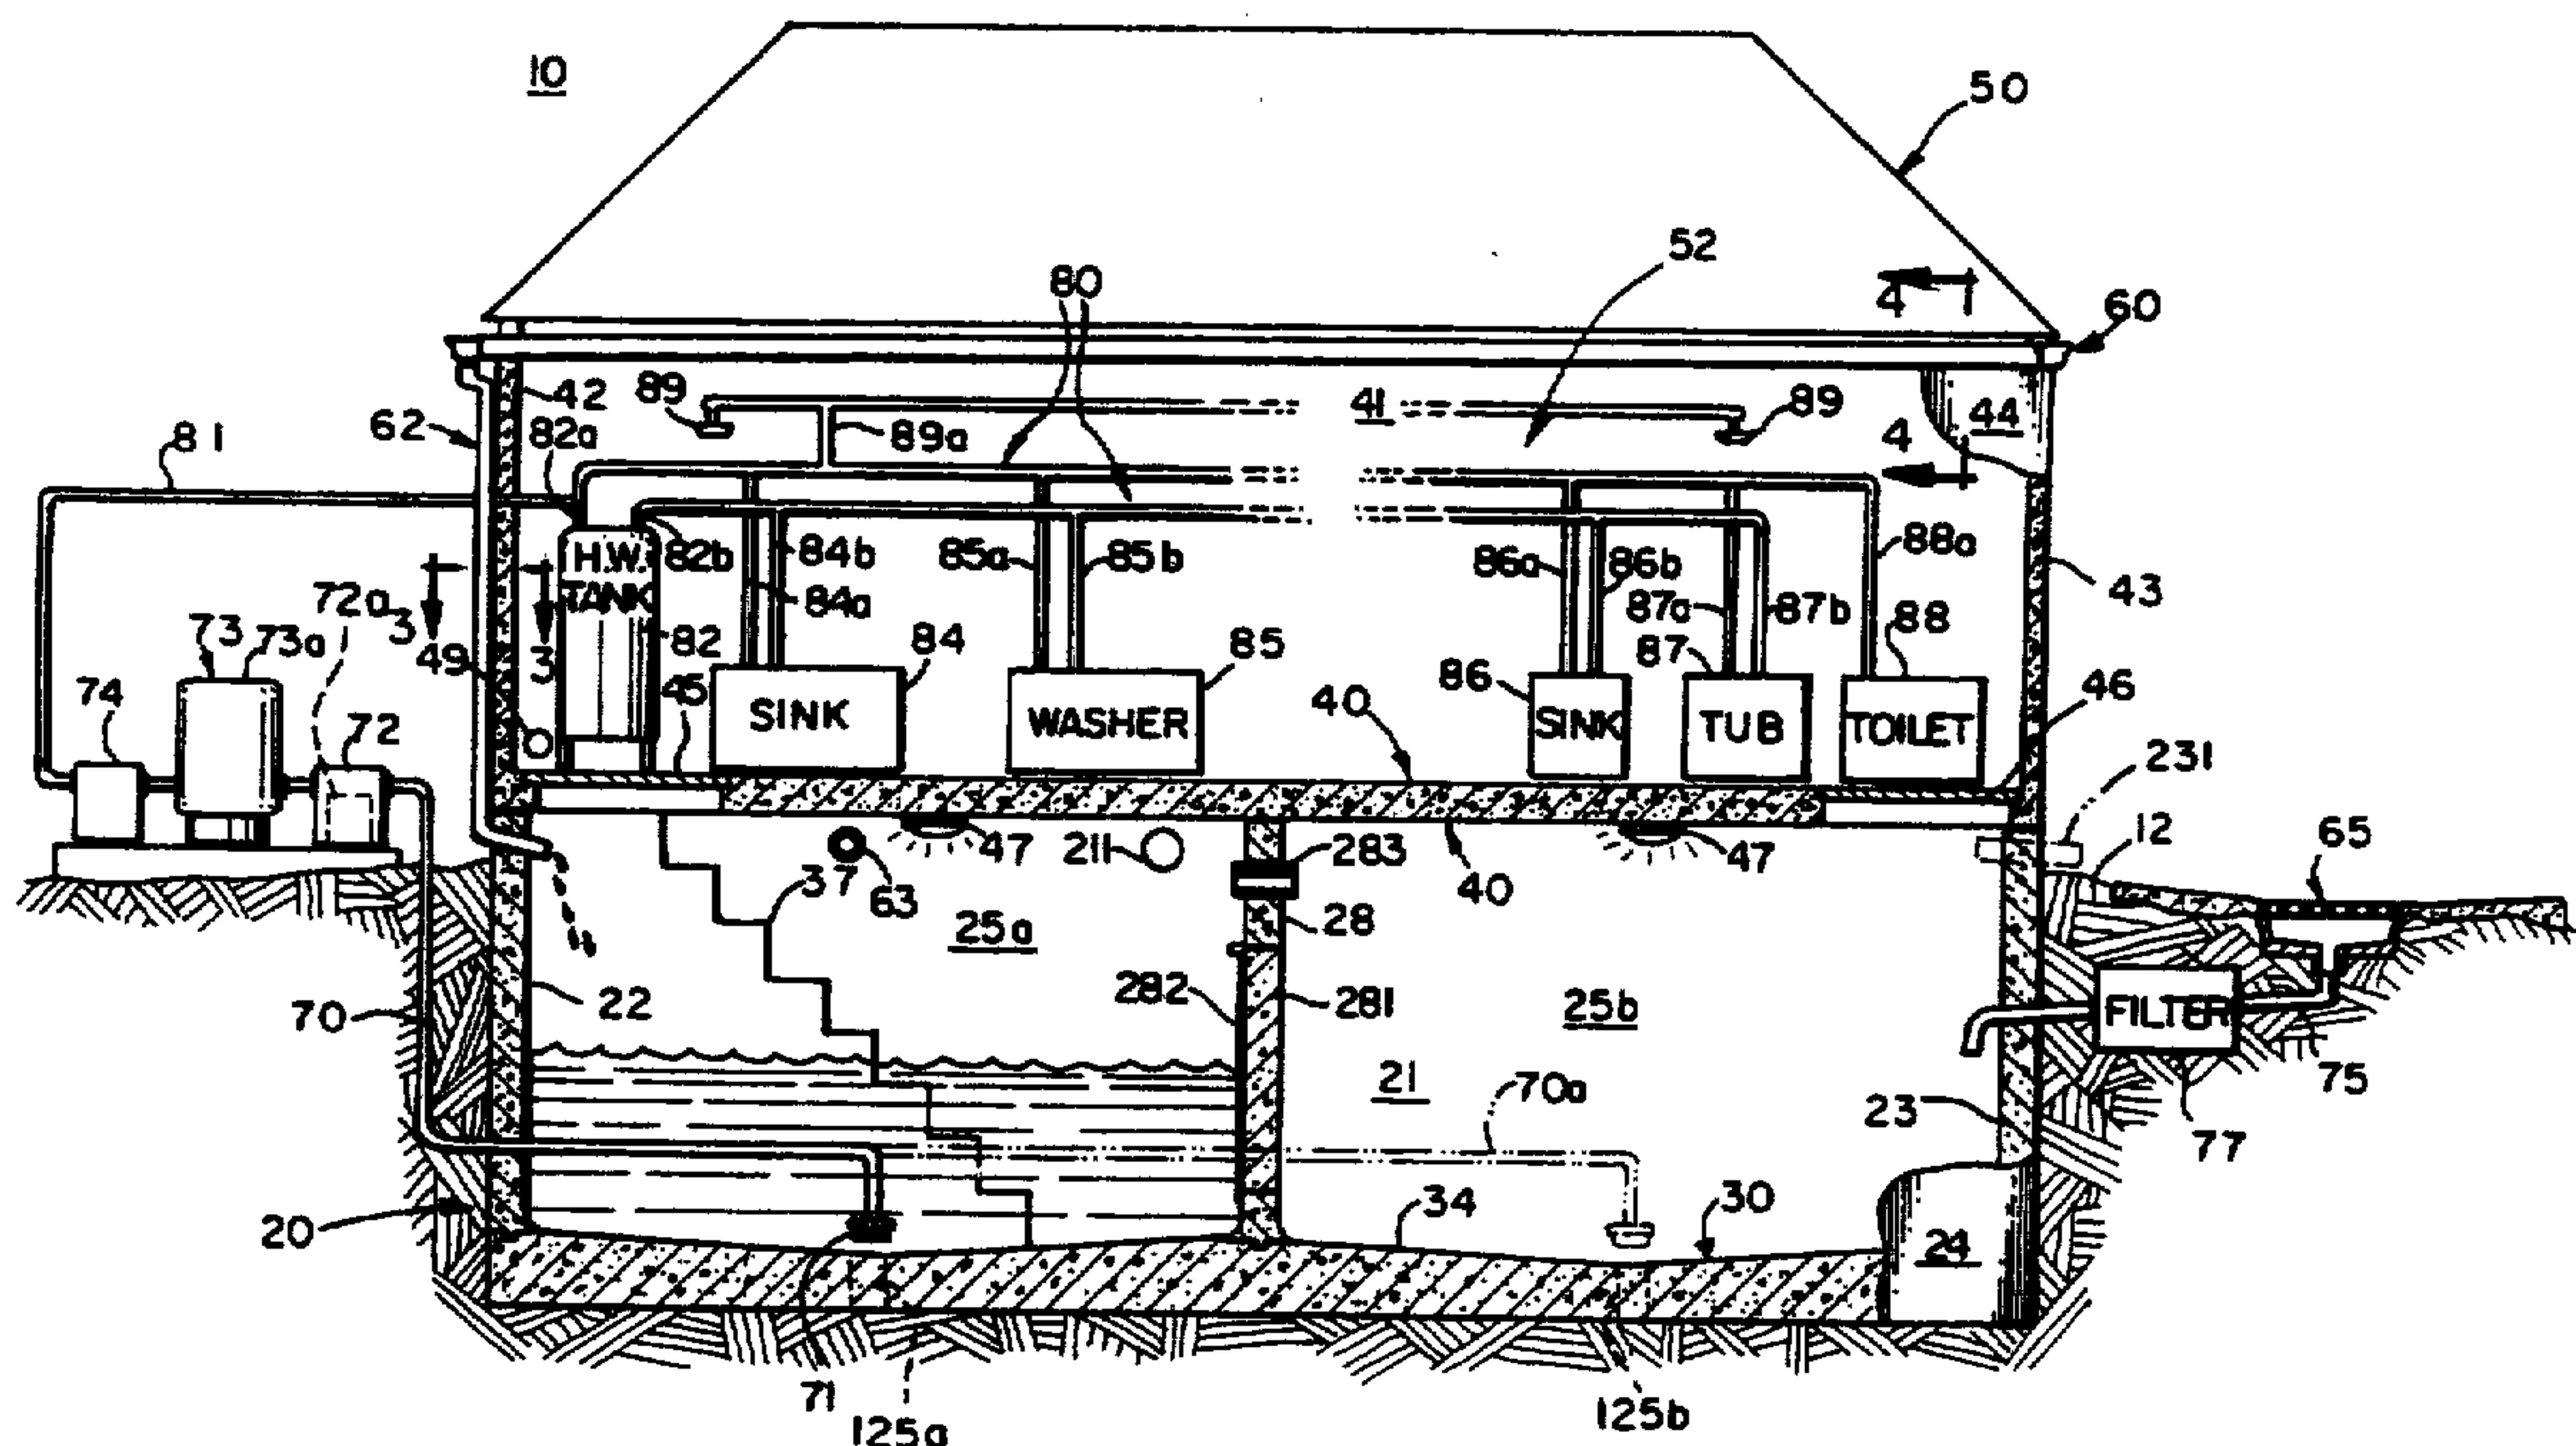 10
50
52
4
60
80
42
89
41
89
44
62
82a
89a
4
81
H.W.
TANK
82b
84b
85a
85b
86a
86b
88a
72a
3
84a
87a
87b
43
73
73a
49
3
82
84
85
86
87
88
74
72
45
SINK
WASHER
40
SINK
TUB
TOILET
46
231
12
65
37
63
47
211
283
40
47
25a
28
70
22
282
281
25b
FILTER
21
70a
23
75
77
20
34
30
24
71
125a
125b